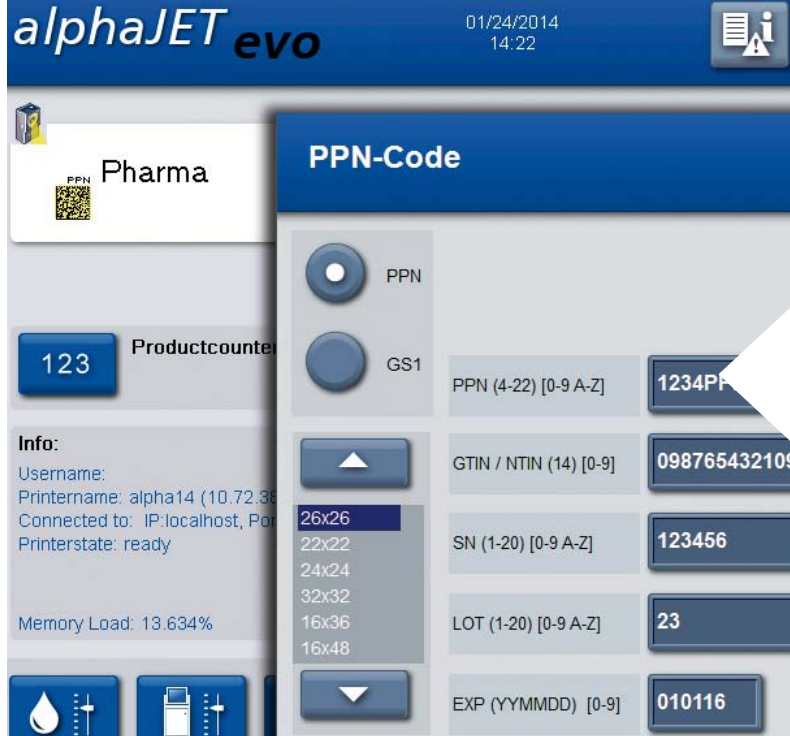 alphaJET evo
01/24/2014
14:22
PPN Pharma
PPN-Code
PPN
GS1
123
Productcounter
PPN (4-22) [0-9 A-Z]
1234PP
Info:
Username:
Printername: alpha14 (10.72.38
Connected to: IP:localhost, Por
Printerstate: ready
Memory Load: 13.634%
GTIN / NTIN (14) [0-9]
098765432109
26x26
22x22
24x24
32x32
16x36
16x48
SN (1-20) [0-9 A-Z]
123456
LOT (1-20) [0-9 A-Z]
23
EXP (YYMMDD) [0-9]
010116